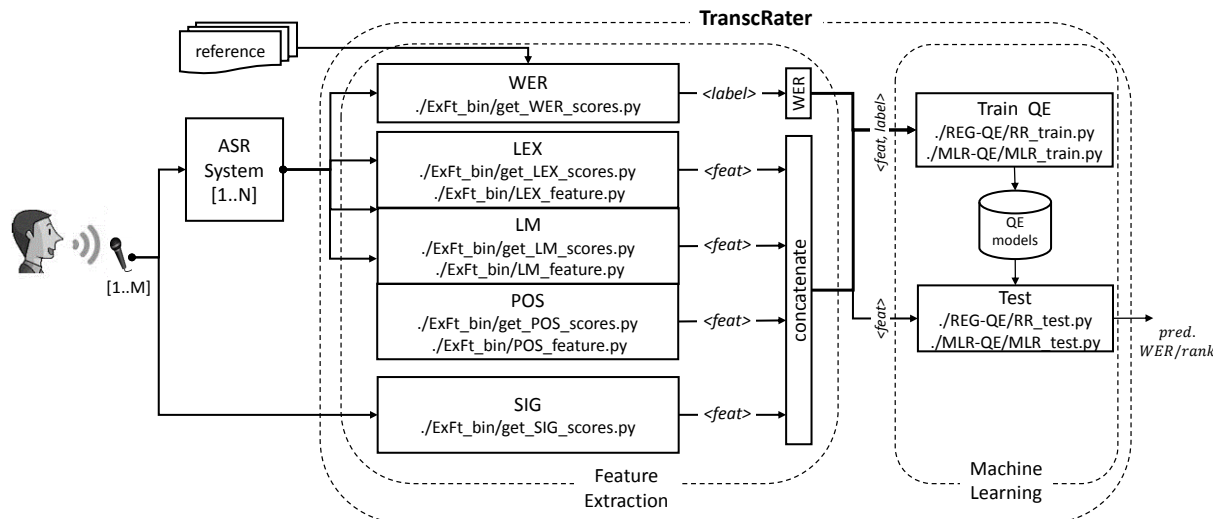 TranscRater
reference
WER
./ExFt_bin/get_WER_scores.py
<label>
WER
ASR
System
[1..N]
LEX
./ExFt_bin/get_LEX_scores.py
./ExFt_bin/LEX_feature.py
<feat>
LM
./ExFt_bin/get_LM_scores.py
./ExFt_bin/LM_feature.py
<feat>
POS
./ExFt_bin/get_POS_scores.py
./ExFt_bin/POS_feature.py
<feat>
SIG
./ExFt_bin/get_SIG_scores.py
<feat>
concatenate
[1..M]
<feat, label>
<feat>
Train QE
./REG-QE/RR_train.py
./MLR-QE/MLR_train.py
QE
models
Test
./REG-QE/RR_test.py
./MLR-QE/MLR_test.py
pred.
WER/rank
Feature
Extraction
Machine
Learning